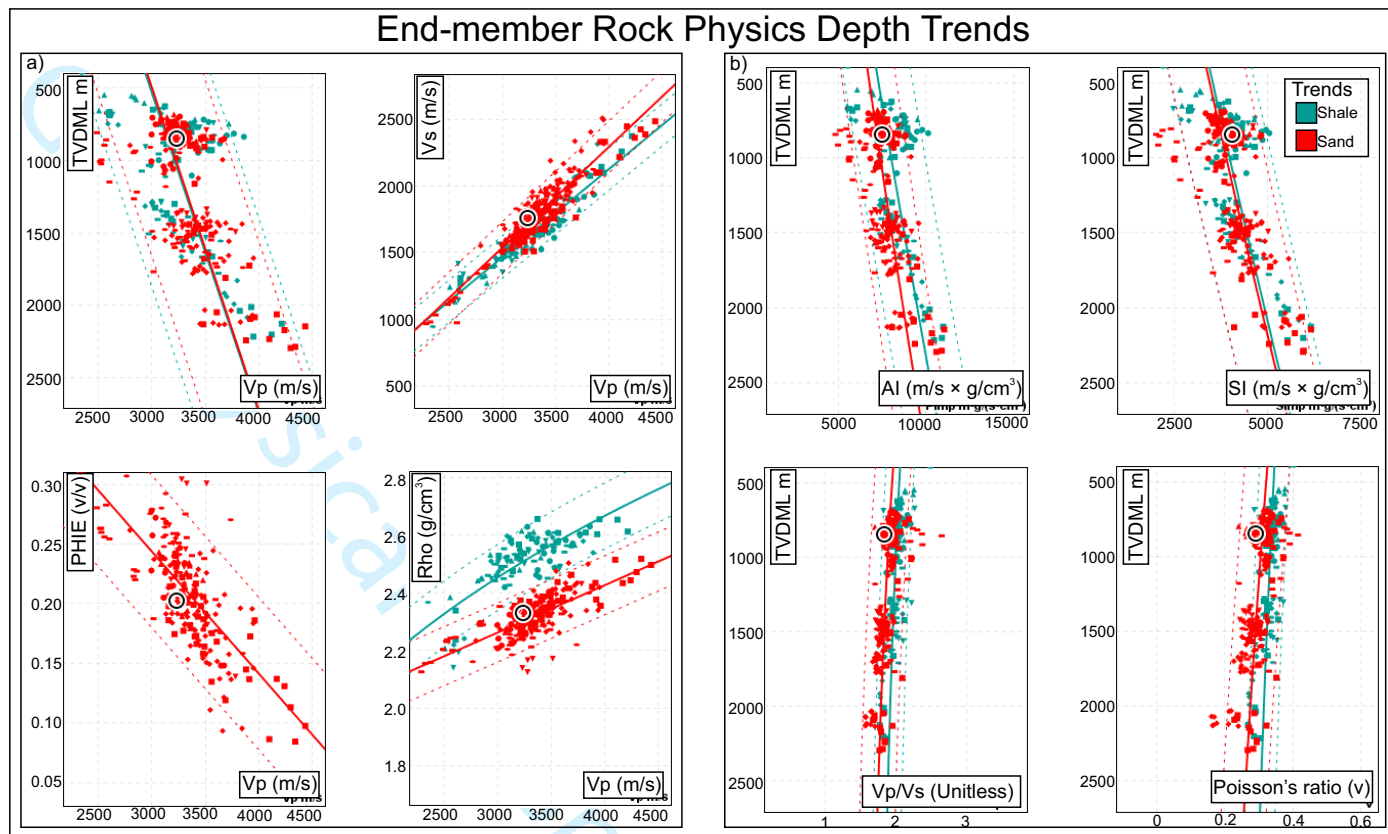 End-member Rock Physics Depth Trends
a)
TVDML m
500
1000
1500
2000
2500
Vp (m/s)
2500 3000 3500 4000 4500
Vs (m/s)
2500
2000
1500
1000
500
Vp (m/s)
2500 3000 3500 4000 4500
PHIE (v/v)
0.30
0.25
0.20
0.15
0.10
0.05
Vp (m/s)
Vp m/s
2500 3000 3500 4000 4500
Rho (g/cm³)
2.8
2.6
2.4
2.2
2.0
1.8
Vp (m/s)
2500 3000 3500 4000 4500
b)
TVDML m
500
1000
1500
2000
2500
AI (m/s × g/cm³)
5000 10000 15000
TVDML m
500
1000
1500
2000
2500
Trends
Shale
Sand
SI (m/s × g/cm³)
2500 5000 7500
TVDML m
500
1000
1500
2000
2500
Vp/Vs (Unitless)
1 2 3
TVDML m
500
1000
1500
2000
2500
Poisson's ratio (v)
0 0.2 0.4 0.6
sical